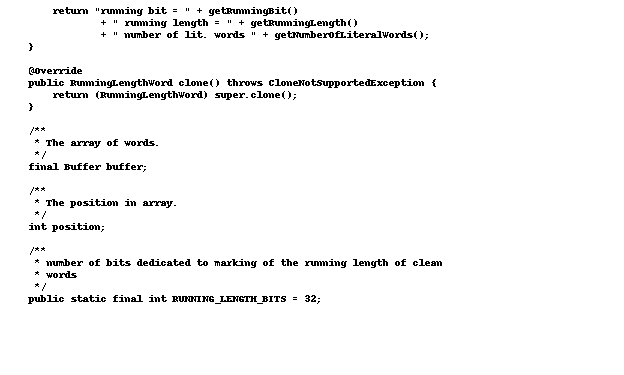 return "running bit = " + getRunningBit()
+ " running length = " + getRunningLength()
+ " number of lit. words " + getNumberOfLiteralWords();
}
@Override
public RunningLengthWord clone() throws CloneNotSupportedException {
return (RunningLengthWord) super.clone();
}
/**
* The array of words.
*/
final Buffer buffer;
/**
* The position in array.
*/
int position;
/**
* number of bits dedicated to marking of the running length of clean
* words
*/
public static final int RUNNING_LENGTH_BITS = 32;